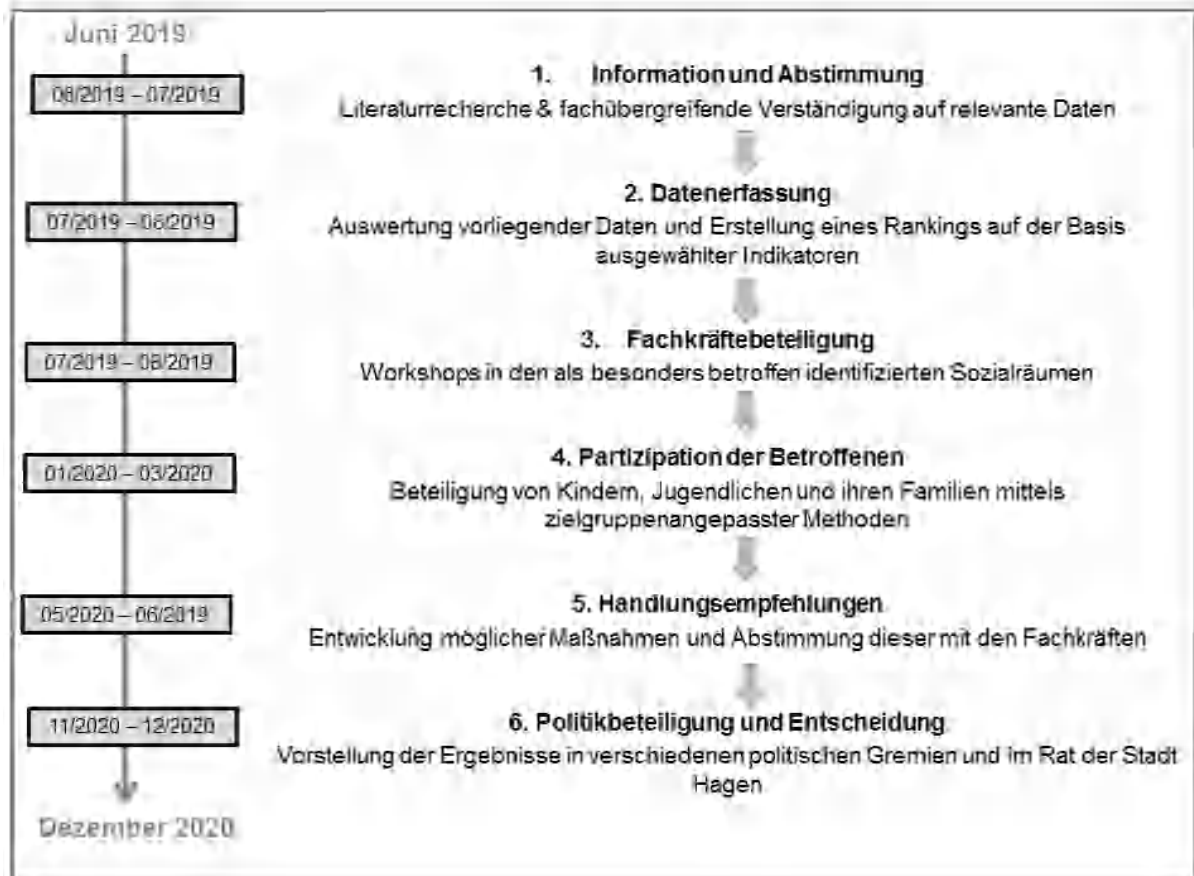 Juni 2019
06/2019 – 07/2019
1. Information und Abstimmung
Literaturrecherche & fachübergreifende Verständigung auf relevante Daten
07/2019 – 08/2019
2. Datenerfassung
Auswertung vorliegender Daten und Erstellung eines Rankings auf der Basis
ausgewählter Indikatoren
07/2019 – 08/2019
3. Fachkräftebeteiligung
Workshops in den als besonders betroffen identifizierten Sozialräumen
01/2020 – 03/2020
4. Partizipation der Betroffenen
Beteiligung von Kindern, Jugendlichen und ihren Familien mittels
zielgruppenangepasster Methoden
05/2020 – 06/2019
5. Handlungsempfehlungen
Entwicklung möglicher Maßnahmen und Abstimmung dieser mit den Fachkräften
11/2020 – 12/2020
6. Politikbeteiligung und Entscheidung
Vorstellung der Ergebnisse in verschiedenen politischen Gremien und im Rat der Stadt
Hagen
Dezember 2020